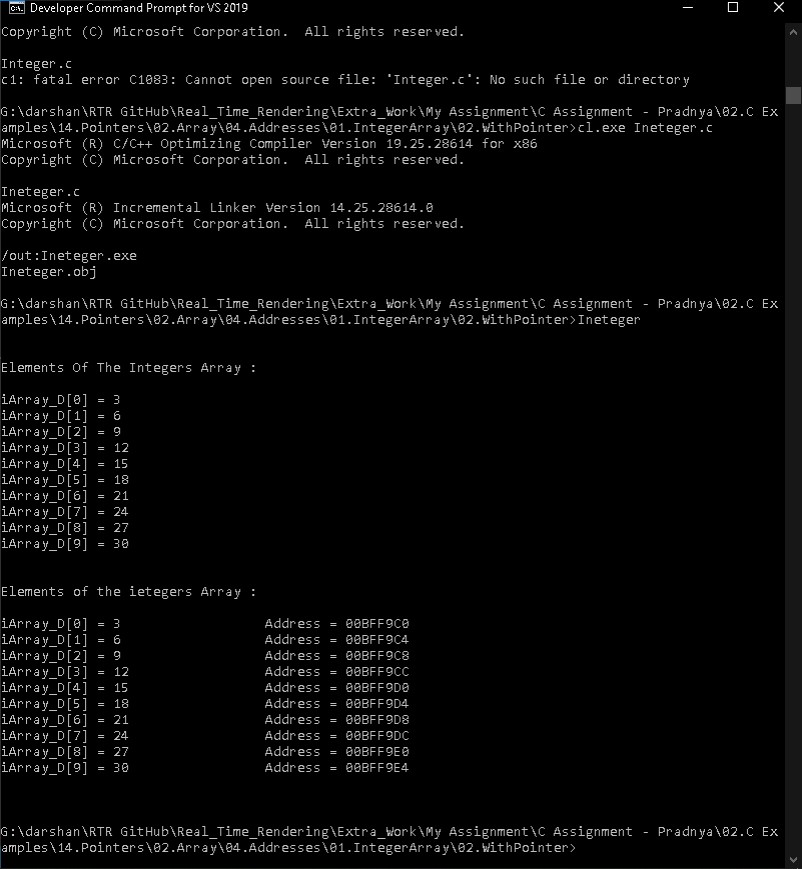 Developer Command Prompt for VS 2019
Copyright (C) Microsoft Corporation.  All rights reserved.
Integer.c
c1: fatal error C1083: Cannot open source file: 'Integer.c': No such file or directory
G:\darshan\RTR GitHub\Real_Time_Rendering\Extra_Work\My Assignment\C Assignment - Pradnya\02.C Ex
amples\14.Pointers\02.Array\04.Addresses\01.IntegerArray\02.WithPointer>cl.exe Ineteger.c
Microsoft (R) C/C++ Optimizing Compiler Version 19.25.28614 for x86
Copyright (C) Microsoft Corporation.  All rights reserved.
Ineteger.c
Microsoft (R) Incremental Linker Version 14.25.28614.0
Copyright (C) Microsoft Corporation.  All rights reserved.
/out:Ineteger.exe
Ineteger.obj
G:\darshan\RTR GitHub\Real_Time_Rendering\Extra_Work\My Assignment\C Assignment - Pradnya\02.C Ex
amples\14.Pointers\02.Array\04.Addresses\01.IntegerArray\02.WithPointer>Ineteger
Elements Of The Integers Array :
iArray_D[0] = 3
iArray_D[1] = 6
iArray_D[2] = 9
iArray_D[3] = 12
iArray_D[4] = 15
iArray_D[5] = 18
iArray_D[6] = 21
iArray_D[7] = 24
iArray_D[8] = 27
iArray_D[9] = 30
Elements of the ietegers Array :
iArray_D[0] = 3 Address = 00BFF9C0
iArray_D[1] = 6 Address = 00BFF9C4
iArray_D[2] = 9 Address = 00BFF9C8
iArray_D[3] = 12 Address = 00BFF9CC
iArray_D[4] = 15 Address = 00BFF9D0
iArray_D[5] = 18 Address = 00BFF9D4
iArray_D[6] = 21 Address = 00BFF9D8
iArray_D[7] = 24 Address = 00BFF9DC
iArray_D[8] = 27 Address = 00BFF9E0
iArray_D[9] = 30 Address = 00BFF9E4
G:\darshan\RTR GitHub\Real_Time_Rendering\Extra_Work\My Assignment\C Assignment - Pradnya\02.C Ex
amples\14.Pointers\02.Array\04.Addresses\01.IntegerArray\02.WithPointer>